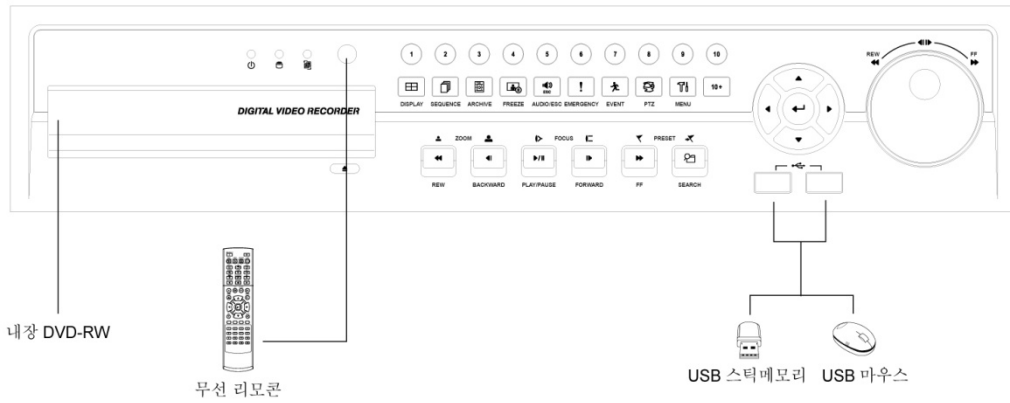 1 2 3 4 5 6 7 8 9 10
REW FF
ESC
10+
DIGITAL VIDEO RECORDER
DISPLAY SEQUENCE ARCHIVE FREEZE AUDIO/ESC EMERGENCY EVENT PTZ MENU
ZOOM FOCUS PRESET
REW BACKWARD PLAY/PAUSE FORWARD FF SEARCH
내장 DVD-RW
무선 리모콘
USB 스틱메모리 USB 마우스